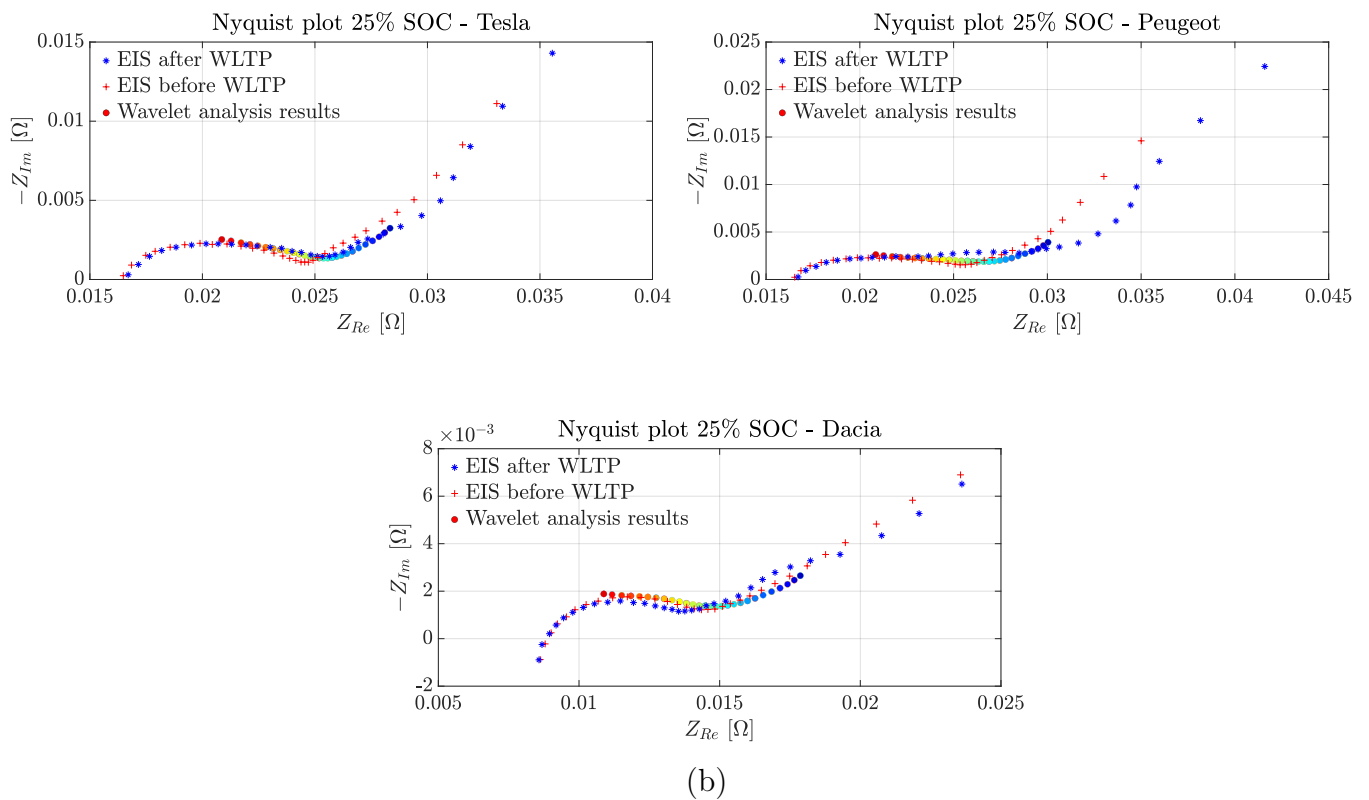 Nyquist plot 25% SOC - Tesla
0.015
0.01
0.005
0
−Z_Im [Ω]
EIS after WLTP
EIS before WLTP
Wavelet analysis results
0.015 0.02 0.025 0.03 0.035 0.04
Z_Re [Ω]
Nyquist plot 25% SOC - Peugeot
0.025
0.02
0.015
0.01
0.005
0
−Z_Im [Ω]
EIS after WLTP
EIS before WLTP
Wavelet analysis results
0.015 0.02 0.025 0.03 0.035 0.04 0.045
Z_Re [Ω]
×10⁻³ Nyquist plot 25% SOC - Dacia
8
6
4
2
0
-2
−Z_Im [Ω]
EIS after WLTP
EIS before WLTP
Wavelet analysis results
0.005 0.01 0.015 0.02 0.025
Z_Re [Ω]
(b)